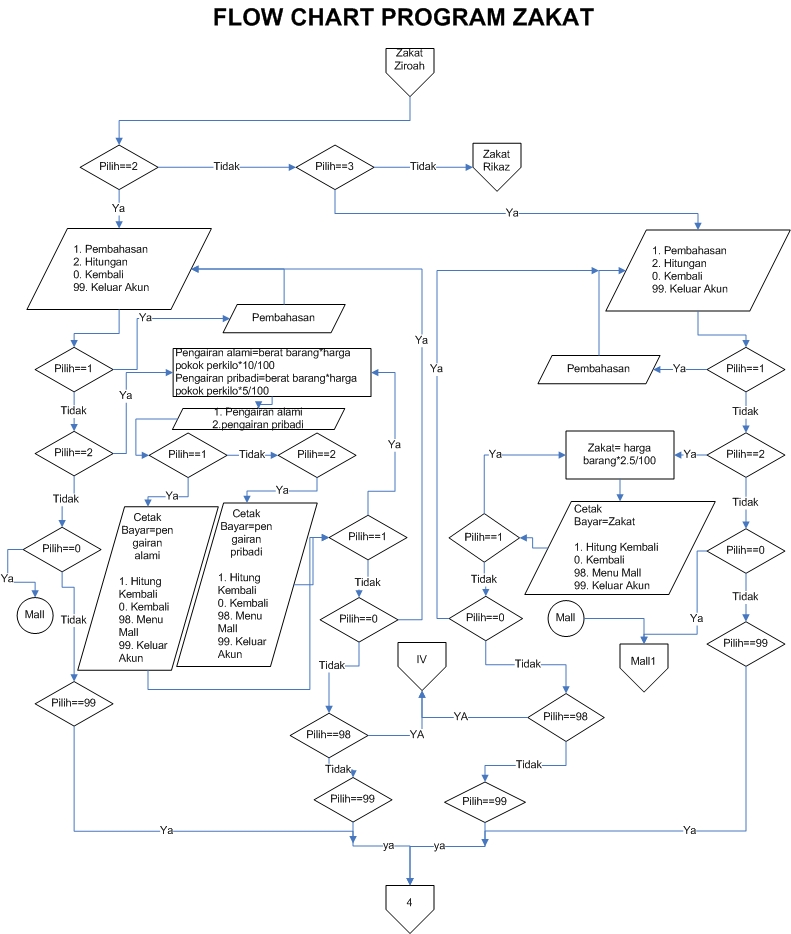 FLOW CHART PROGRAM ZAKAT
Zakat
Ziroah
Pilih==2
Tidak
Pilih==3
Tidak
Zakat
Rikaz
Ya
Ya
1. Pembahasan
2. Hitungan
0. Kembali
99. Keluar Akun
1. Pembahasan
2. Hitungan
0. Kembali
99. Keluar Akun
Ya
Pembahasan
Ya
Ya
Pilih==1
Pengairan alami=berat barang*harga
pokok perkilo*10/100
Pengairan pribadi=berat barang*harga
pokok perkilo*5/100
Pembahasan
Ya
Pilih==1
Ya
Tidak
1. Pengairan alami
2.pengairan pribadi
Tidak
Ya
Pilih==2
Pilih==1
Tidak
Pilih==2
Ya
Zakat= harga
barang*2.5/100
Ya
Pilih==2
Ya
Ya
Tidak
Tidak
Cetak
Bayar=pen
gairan
alami
1. Hitung
Kembali
0. Kembali
98. Menu
Mall
99. Keluar
Akun
Cetak
Bayar=pen
gairan
pribadi
1. Hitung
Kembali
0. Kembali
98. Menu
Mall
99. Keluar
Akun
Pilih==1
Pilih==1
Cetak
Bayar=Zakat
1. Hitung Kembali
0. Kembali
98. Menu Mall
99. Keluar Akun
Pilih==0
Pilih==0
Ya
Tidak
Tidak
Tidak
Mall
Tidak
Pilih==0
Pilih==0
Mall
Ya
Pilih==99
IV
Mall1
Tidak
Tidak
Pilih==99
Pilih==98
YA
YA
Pilih==98
Tidak
Tidak
Pilih==99
Pilih==99
Ya
Ya
ya
ya
4